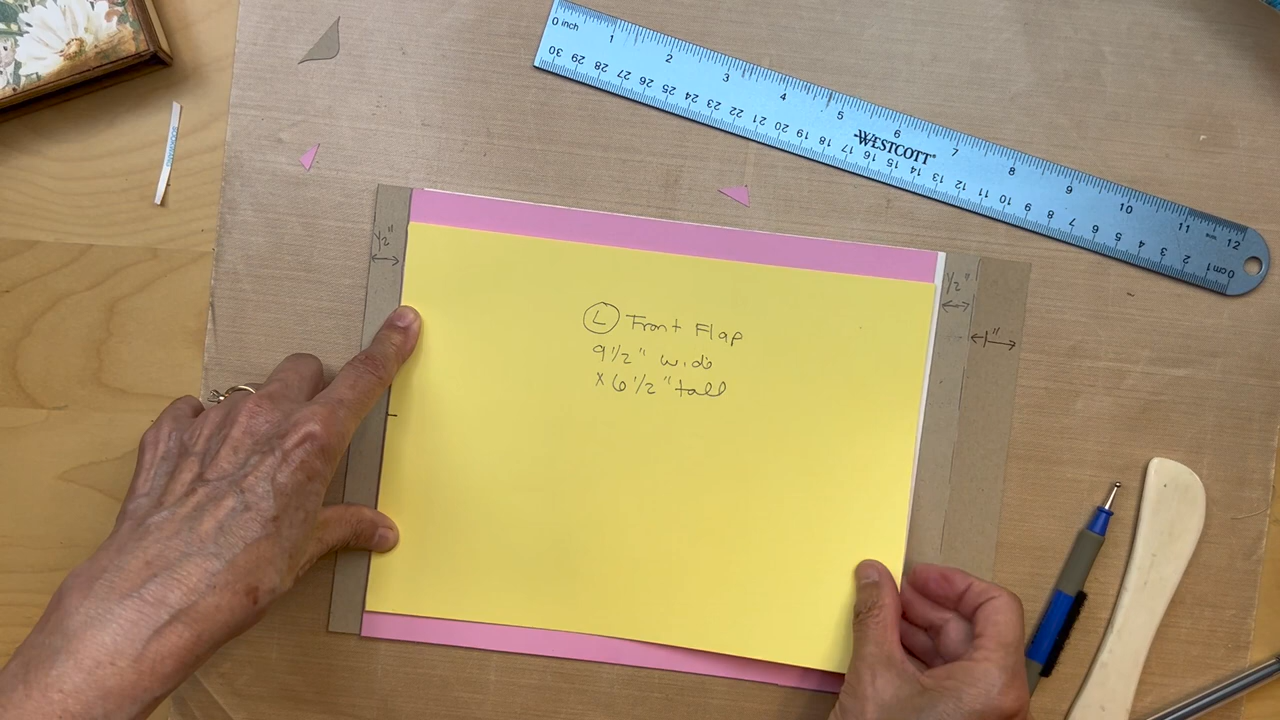 0 inch 1 2 3 4 5 6 7 8 9 10 11 12
30 29 28 27 26 25 24 23 22 21 20 19 18 17 16 15 14 13 12 11 10 9 8 7 6 5 4 3 2 1 0
WESTCOTT
1/2"
1/2"
1"
L Front Flap
9 1/2" wide
x 6 1/2" tall